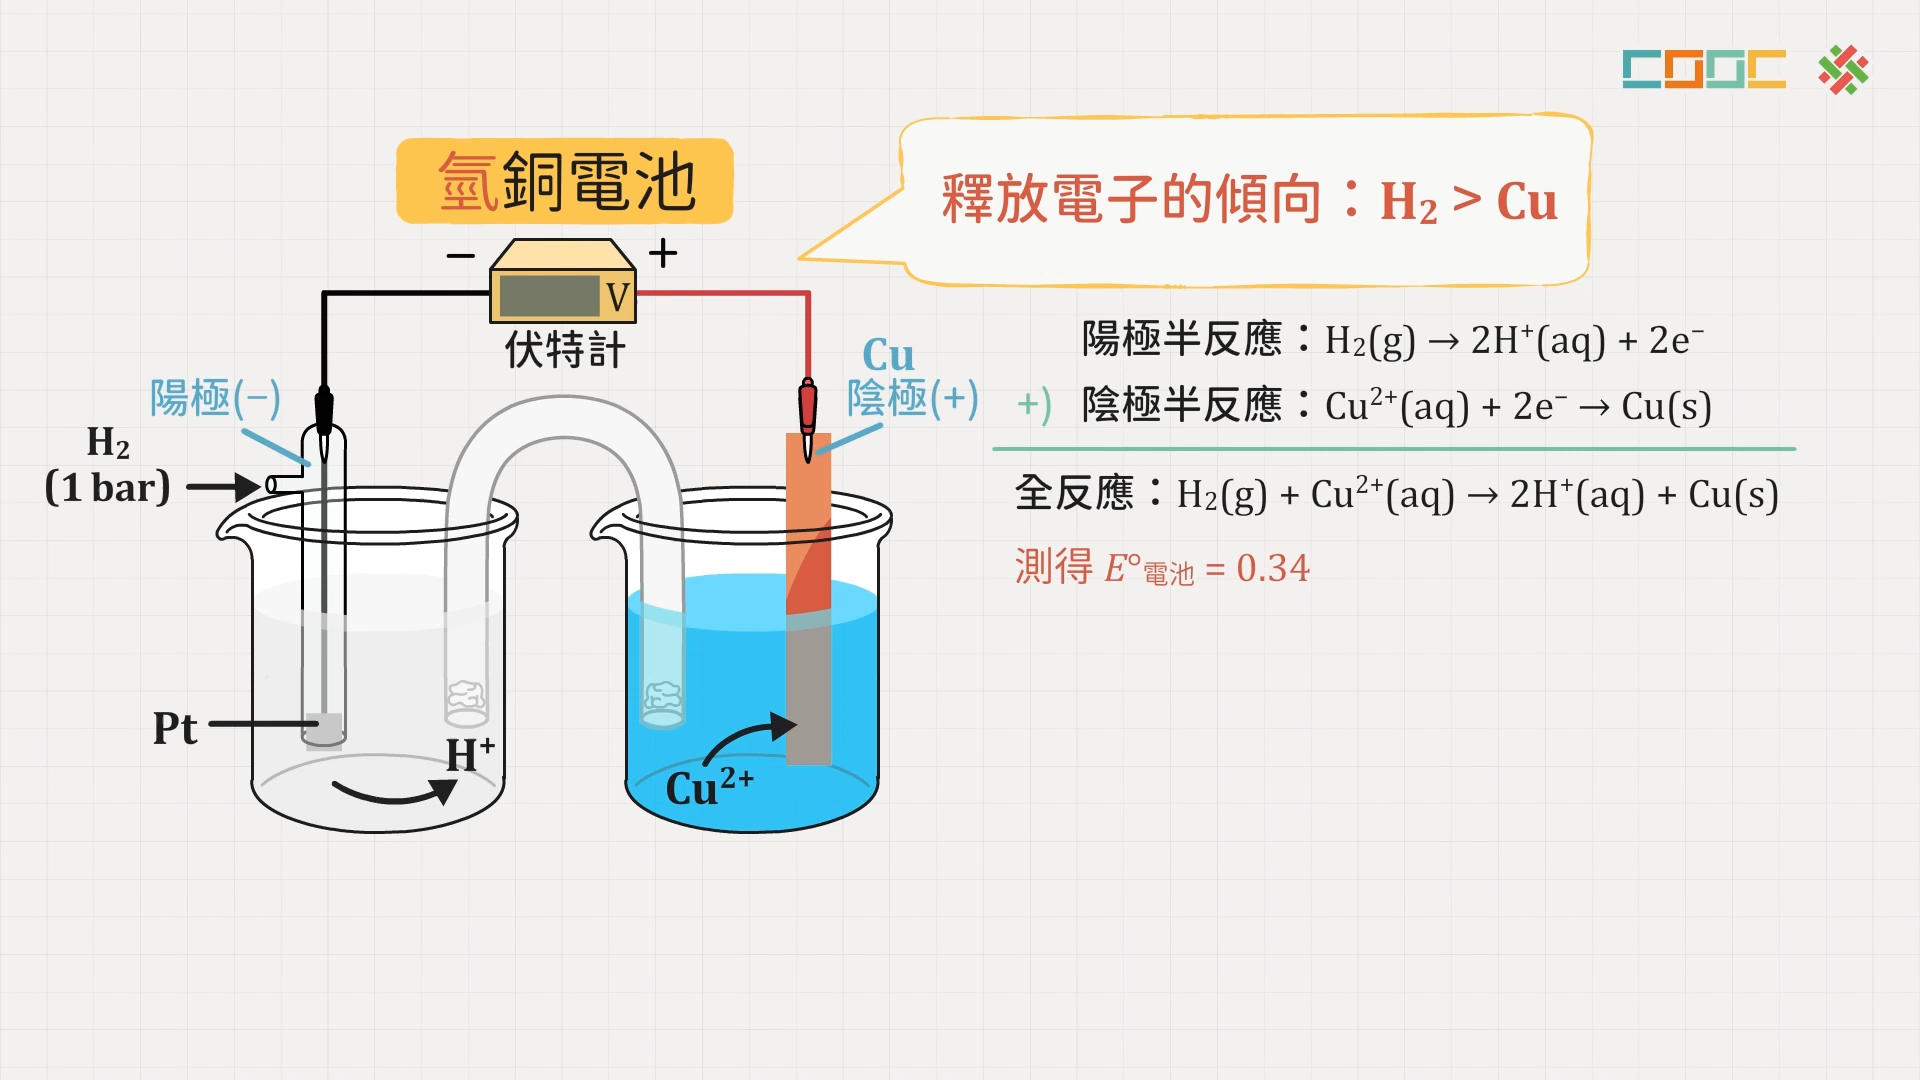 COOC
氫銅電池
釋放電子的傾向：H₂ > Cu
− +
V
伏特計
陽極(−)
H₂
(1 bar)
Cu
陰極(+)
Pt
H⁺
Cu²⁺
陽極半反應：H₂(g) → 2H⁺(aq) + 2e⁻
+) 陰極半反應：Cu²⁺(aq) + 2e⁻ → Cu(s)
全反應：H₂(g) + Cu²⁺(aq) → 2H⁺(aq) + Cu(s)
測得 E°電池 = 0.34